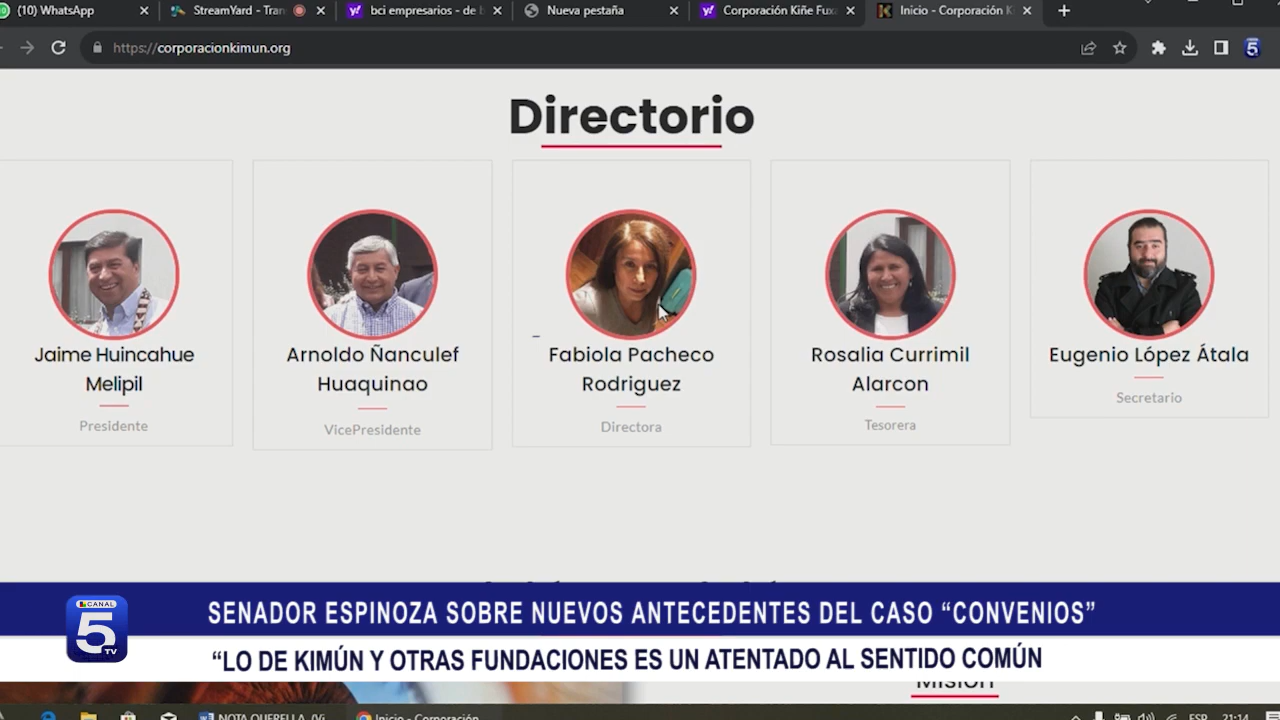 (10) WhatsApp
StreamYard - Tran
bci empresarios - de b
Nueva pestaña
Corporación Kiñe Fuxa
Inicio - Corporación K
https://corporacionkimun.org
5
Directorio
Jaime Huincahue
Melipil
Presidente
Arnoldo Ñanculef
Huaquinao
VicePresidente
Fabiola Pacheco
Rodriguez
Directora
Rosalia Currimil
Alarcon
Tesorera
Eugenio López Átala
Secretario
CANAL
5
TV
SENADOR ESPINOZA SOBRE NUEVOS ANTECEDENTES DEL CASO “CONVENIOS”
“LO DE KIMÚN Y OTRAS FUNDACIONES ES UN ATENTADO AL SENTIDO COMÚN
Misión
NOTA QUERELLA
Inicio - Corporación
ESP
21:14